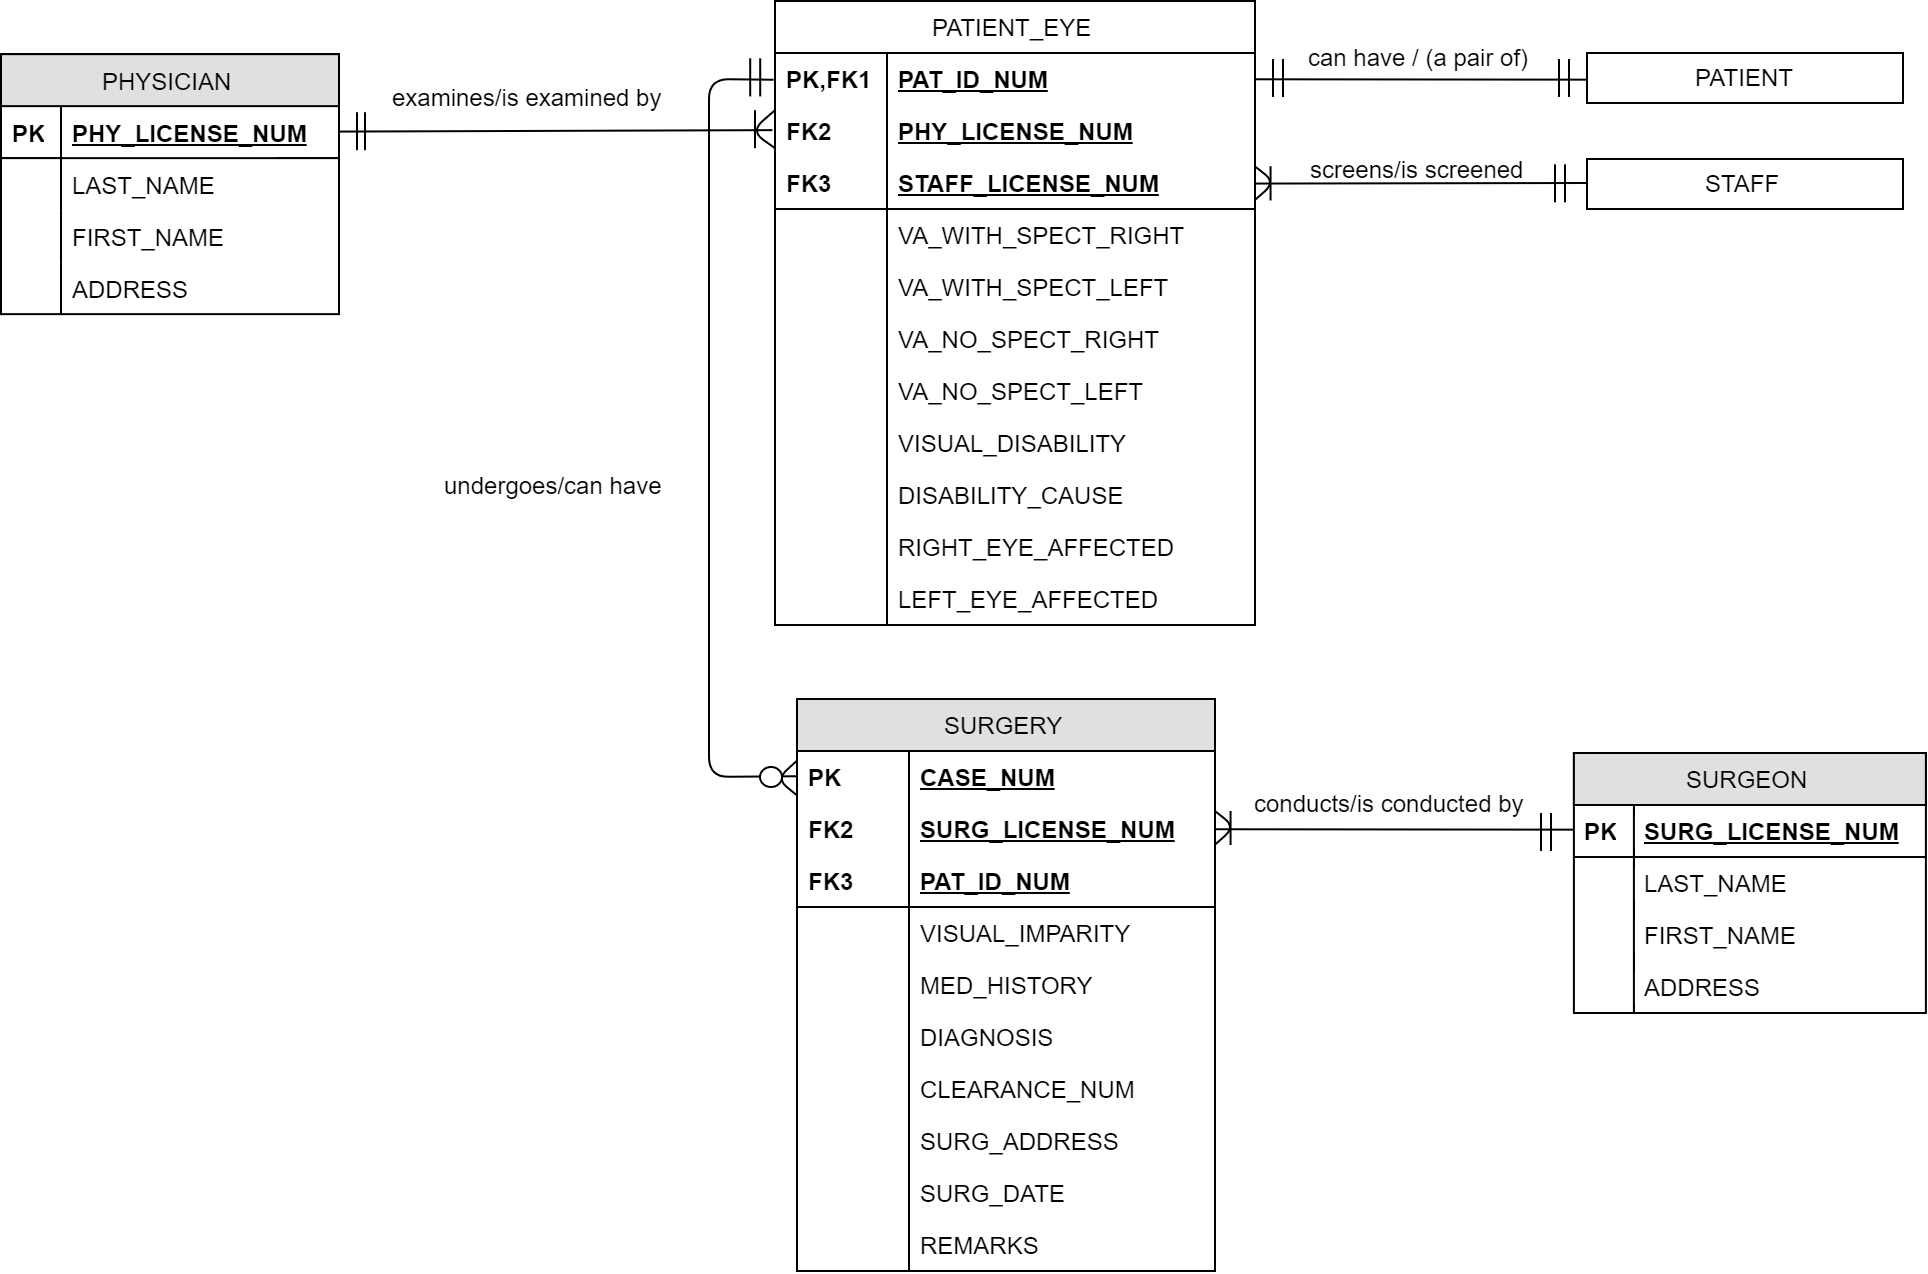 PHYSICIAN
PK PHY_LICENSE_NUM
LAST_NAME
FIRST_NAME
ADDRESS
examines/is examined by
PATIENT_EYE
PK,FK1 PAT_ID_NUM
FK2 PHY_LICENSE_NUM
FK3 STAFF_LICENSE_NUM
VA_WITH_SPECT_RIGHT
VA_WITH_SPECT_LEFT
VA_NO_SPECT_RIGHT
VA_NO_SPECT_LEFT
VISUAL_DISABILITY
DISABILITY_CAUSE
RIGHT_EYE_AFFECTED
LEFT_EYE_AFFECTED
can have / (a pair of)
PATIENT
screens/is screened
STAFF
undergoes/can have
SURGERY
PK CASE_NUM
FK2 SURG_LICENSE_NUM
FK3 PAT_ID_NUM
VISUAL_IMPARITY
MED_HISTORY
DIAGNOSIS
CLEARANCE_NUM
SURG_ADDRESS
SURG_DATE
REMARKS
conducts/is conducted by
SURGEON
PK SURG_LICENSE_NUM
LAST_NAME
FIRST_NAME
ADDRESS